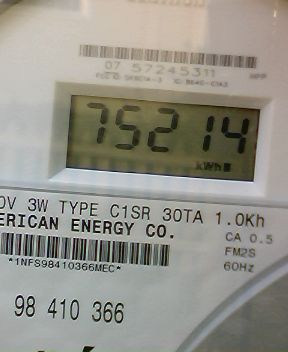 07 57245311
75214
kWh
0V 3W TYPE C1SR 30TA 1.0Kh
ERICAN ENERGY CO.
CA 0.5
FM2S
*1NFS98410366MEC*
60Hz
98 410 366